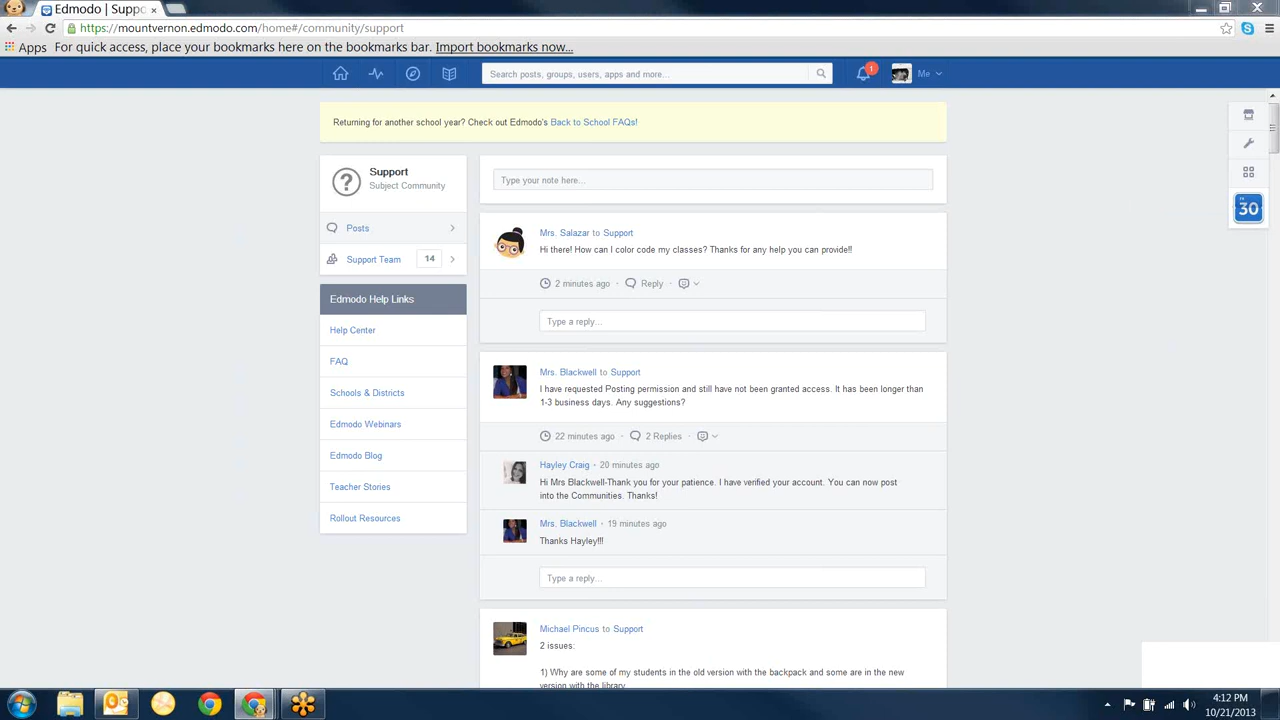 Edmodo | Suppo
https://mountvernon.edmodo.com/home#/community/support
Apps For quick access, place your bookmarks here on the bookmarks bar. Import bookmarks now...
Search posts, groups, users, apps and more...
1
Me
Returning for another school year? Check out Edmodo's Back to School FAQs!
Support
Subject Community
Posts
Support Team 14
Edmodo Help Links
Help Center
FAQ
Schools & Districts
Edmodo Webinars
Edmodo Blog
Teacher Stories
Rollout Resources
Type your note here...
Mrs. Salazar to Support
Hi there! How can I color code my classes? Thanks for any help you can provide!!
2 minutes ago · Reply ·
Type a reply...
Mrs. Blackwell to Support
I have requested Posting permission and still have not been granted access. It has been longer than
1-3 business days. Any suggestions?
22 minutes ago · 2 Replies ·
Hayley Craig · 20 minutes ago
Hi Mrs Blackwell-Thank you for your patience. I have verified your account. You can now post
into the Communities. Thanks!
Mrs. Blackwell · 19 minutes ago
Thanks Hayley!!!
Type a reply...
Michael Pincus to Support
2 issues:
1) Why are some of my students in the old version with the backpack and some are in the new
version with the library
30
4:12 PM
10/21/2013